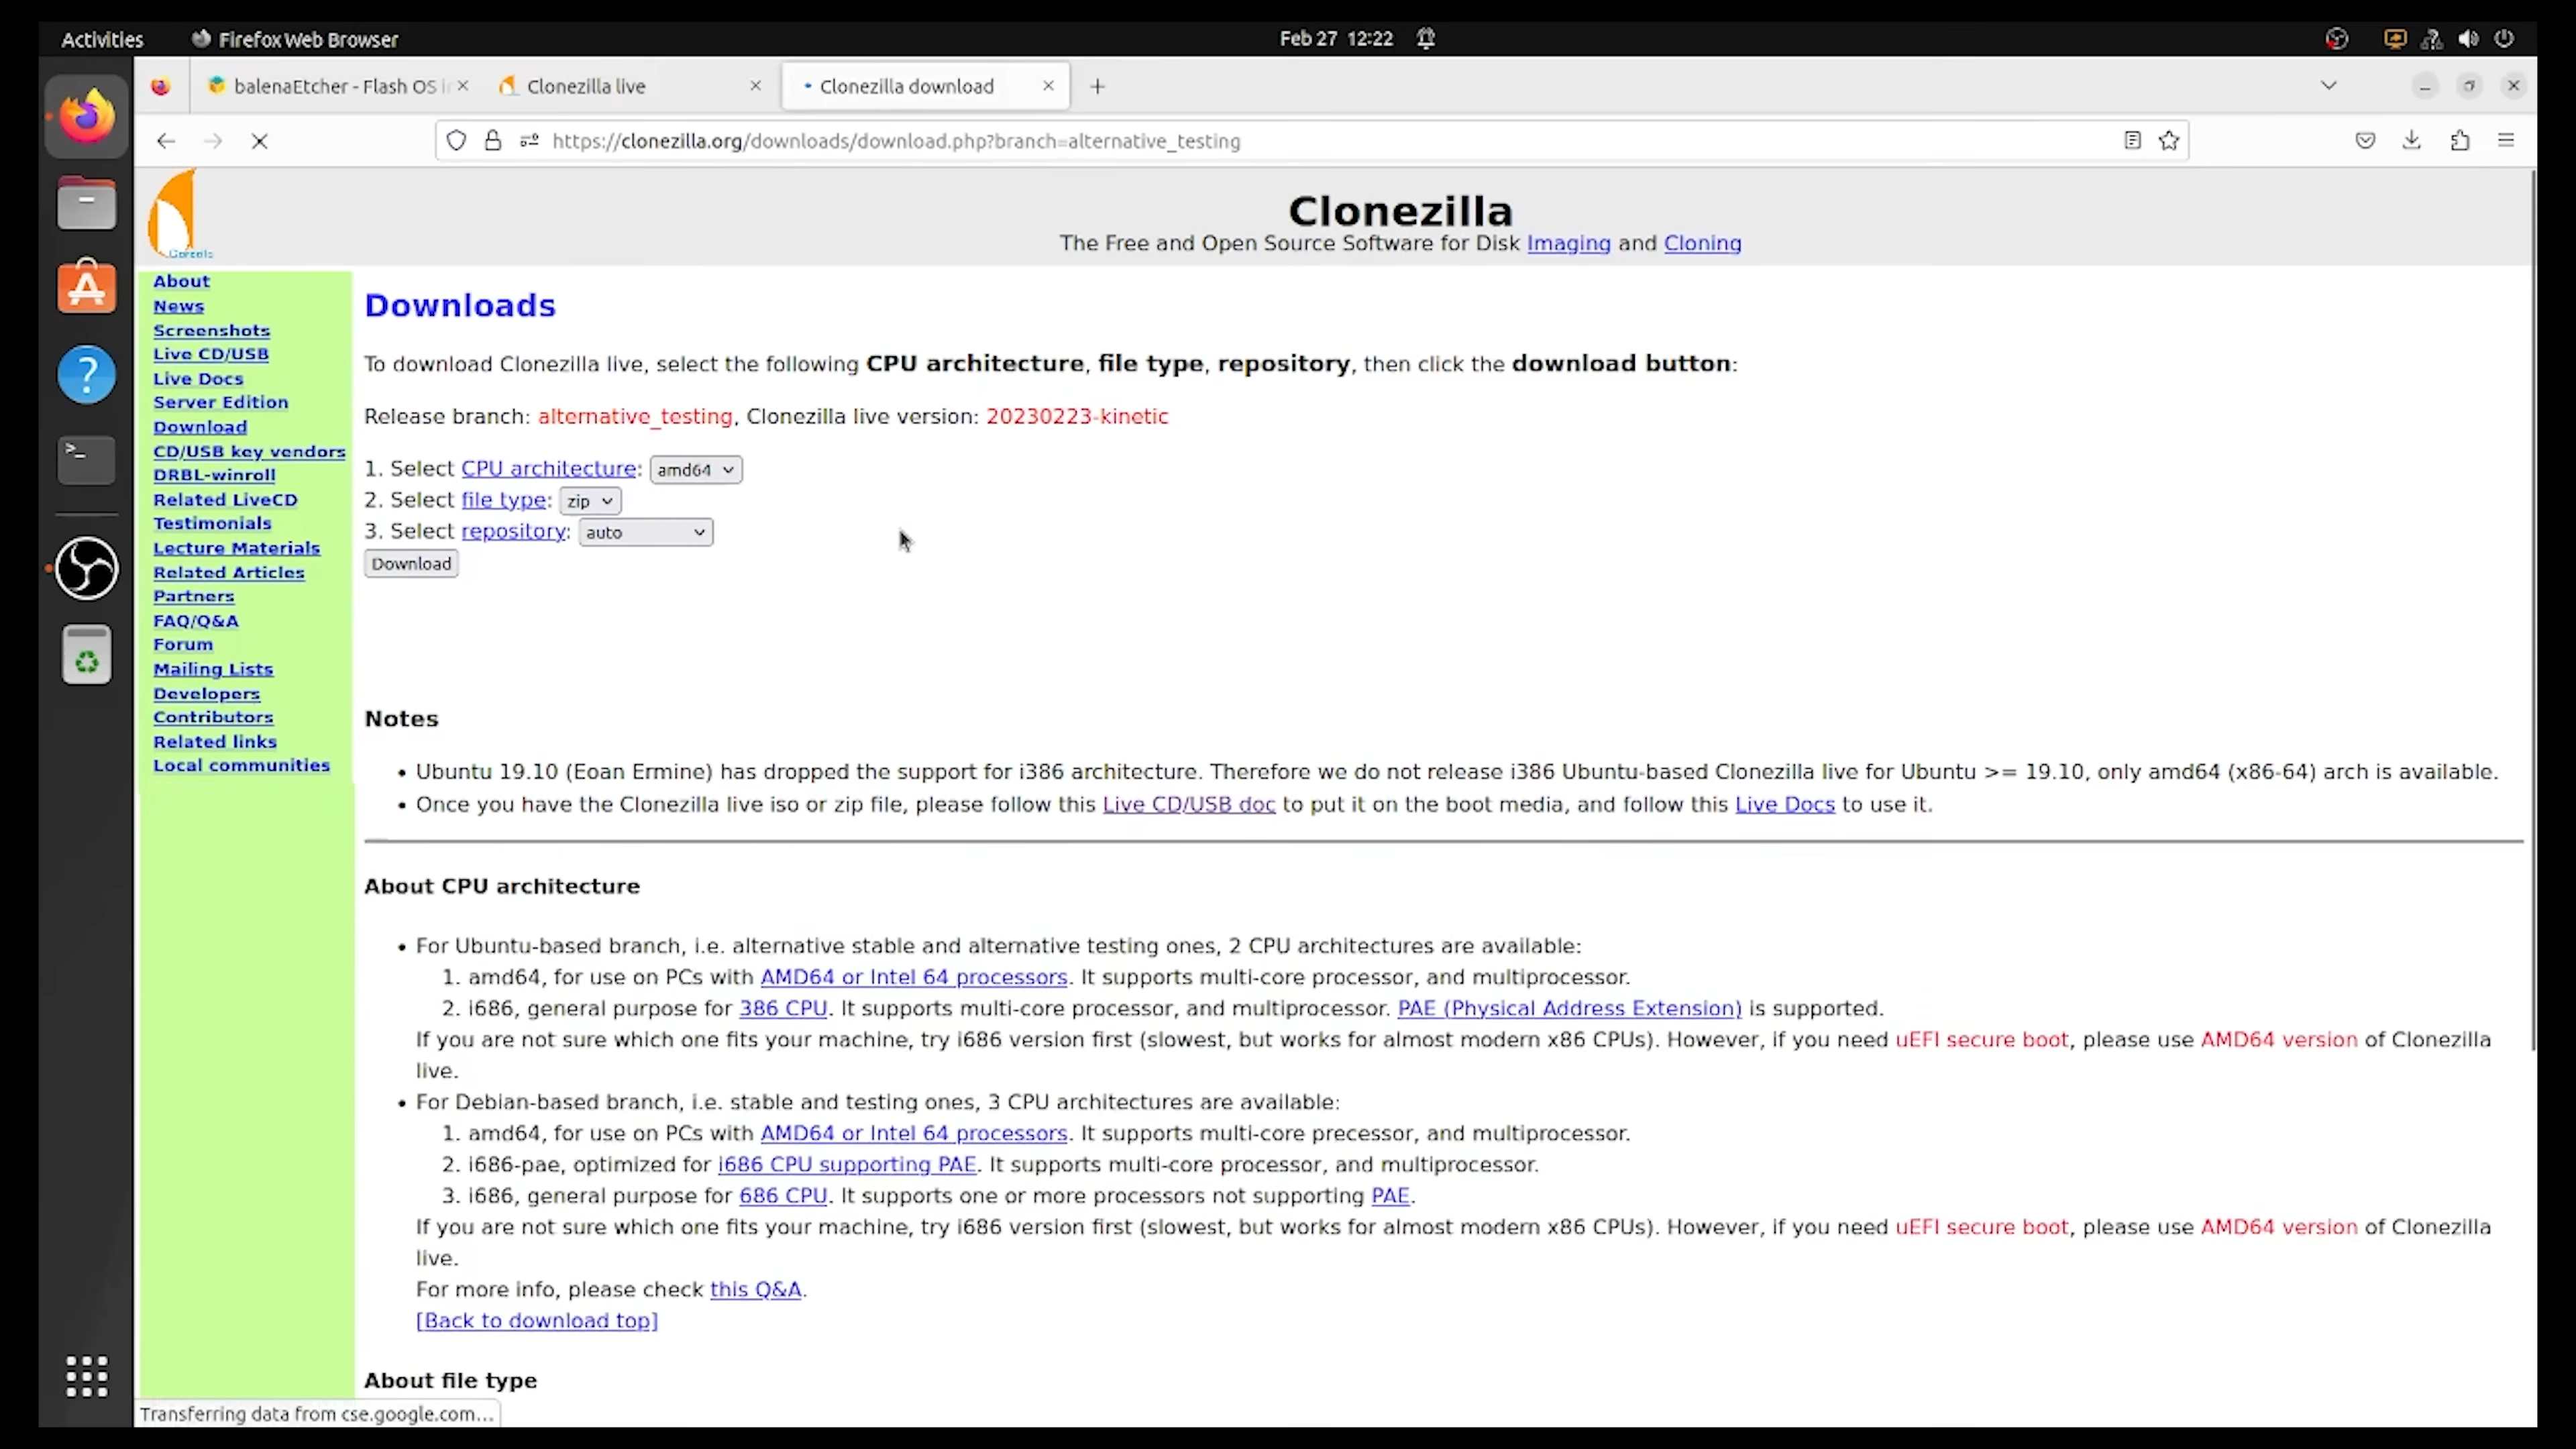 Activities
Firefox Web Browser
Feb 27 12:22
balenaEtcher - Flash OS i
Clonezilla live
Clonezilla download
https://clonezilla.org/downloads/download.php?branch=alternative_testing
Clonezilla
The Free and Open Source Software for Disk Imaging and Cloning
About
News
Screenshots
Live CD/USB
Live Docs
Server Edition
Download
CD/USB key vendors
DRBL-winroll
Related LiveCD
Testimonials
Lecture Materials
Related Articles
Partners
FAQ/Q&A
Forum
Mailing Lists
Developers
Contributors
Related links
Local communities
Downloads
To download Clonezilla live, select the following CPU architecture, file type, repository, then click the download button:
Release branch: alternative_testing, Clonezilla live version: 20230223-kinetic
1. Select CPU architecture: amd64
2. Select file type: zip
3. Select repository: auto
Download
Notes
• Ubuntu 19.10 (Eoan Ermine) has dropped the support for i386 architecture. Therefore we do not release i386 Ubuntu-based Clonezilla live for Ubuntu >= 19.10, only amd64 (x86-64) arch is available.
• Once you have the Clonezilla live iso or zip file, please follow this Live CD/USB doc to put it on the boot media, and follow this Live Docs to use it.
About CPU architecture
• For Ubuntu-based branch, i.e. alternative stable and alternative testing ones, 2 CPU architectures are available:
1. amd64, for use on PCs with AMD64 or Intel 64 processors. It supports multi-core processor, and multiprocessor.
2. i686, general purpose for 386 CPU. It supports multi-core processor, and multiprocessor. PAE (Physical Address Extension) is supported.
If you are not sure which one fits your machine, try i686 version first (slowest, but works for almost modern x86 CPUs). However, if you need uEFI secure boot, please use AMD64 version of Clonezilla
live.
• For Debian-based branch, i.e. stable and testing ones, 3 CPU architectures are available:
1. amd64, for use on PCs with AMD64 or Intel 64 processors. It supports multi-core precessor, and multiprocessor.
2. i686-pae, optimized for i686 CPU supporting PAE. It supports multi-core processor, and multiprocessor.
3. i686, general purpose for 686 CPU. It supports one or more processors not supporting PAE.
If you are not sure which one fits your machine, try i686 version first (slowest, but works for almost modern x86 CPUs). However, if you need uEFI secure boot, please use AMD64 version of Clonezilla
live.
For more info, please check this Q&A.
[Back to download top]
About file type
Transferring data from cse.google.com…